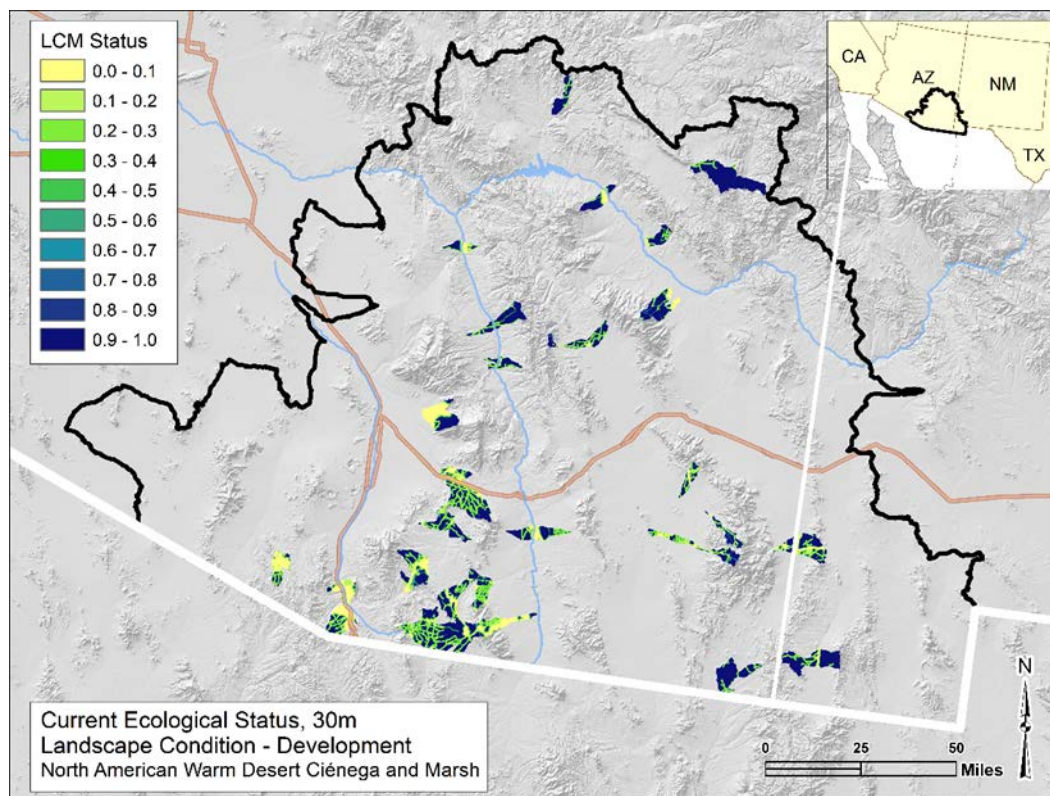 LCM Status
0.0 - 0.1
0.1 - 0.2
0.2 - 0.3
0.3 - 0.4
0.4 - 0.5
0.5 - 0.6
0.6 - 0.7
0.7 - 0.8
0.8 - 0.9
0.9 - 1.0
CA
AZ
NM
TX
Current Ecological Status, 30m
Landscape Condition - Development
North American Warm Desert Ciénega and Marsh
N
0 25 50
Miles